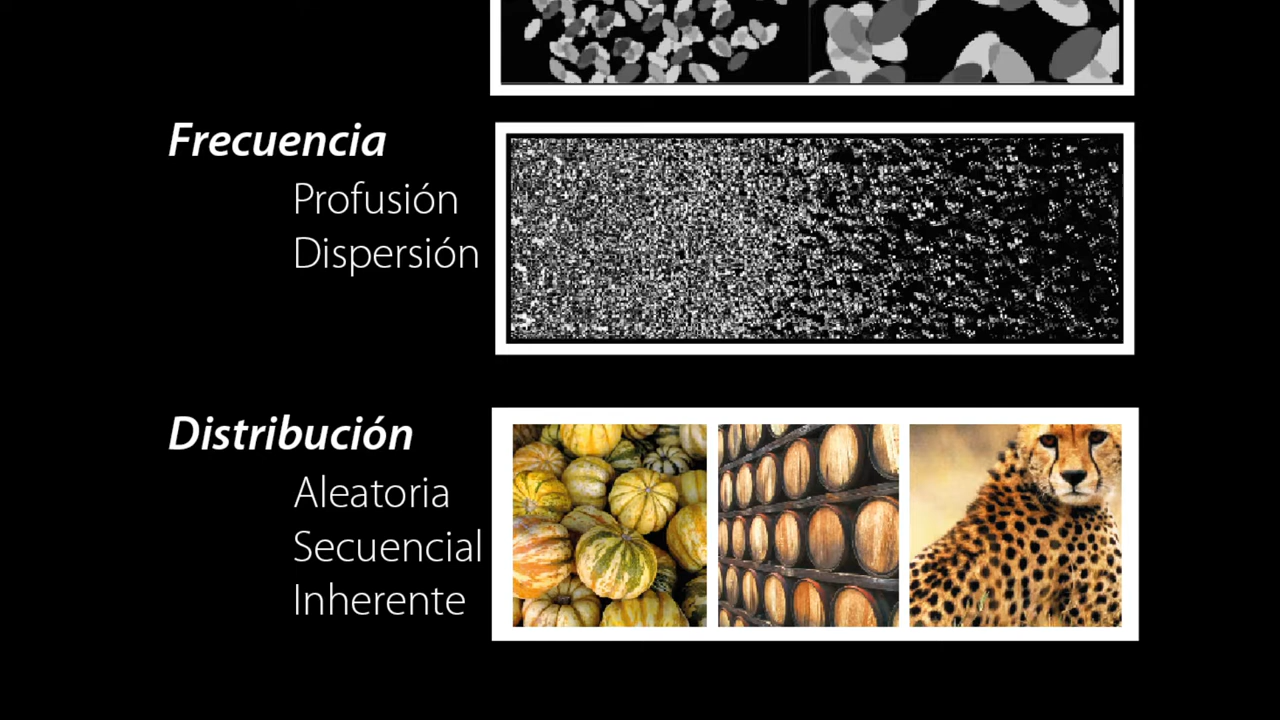 Frecuencia
Profusión
Dispersión
Distribución
Aleatoria
Secuencial
Inherente